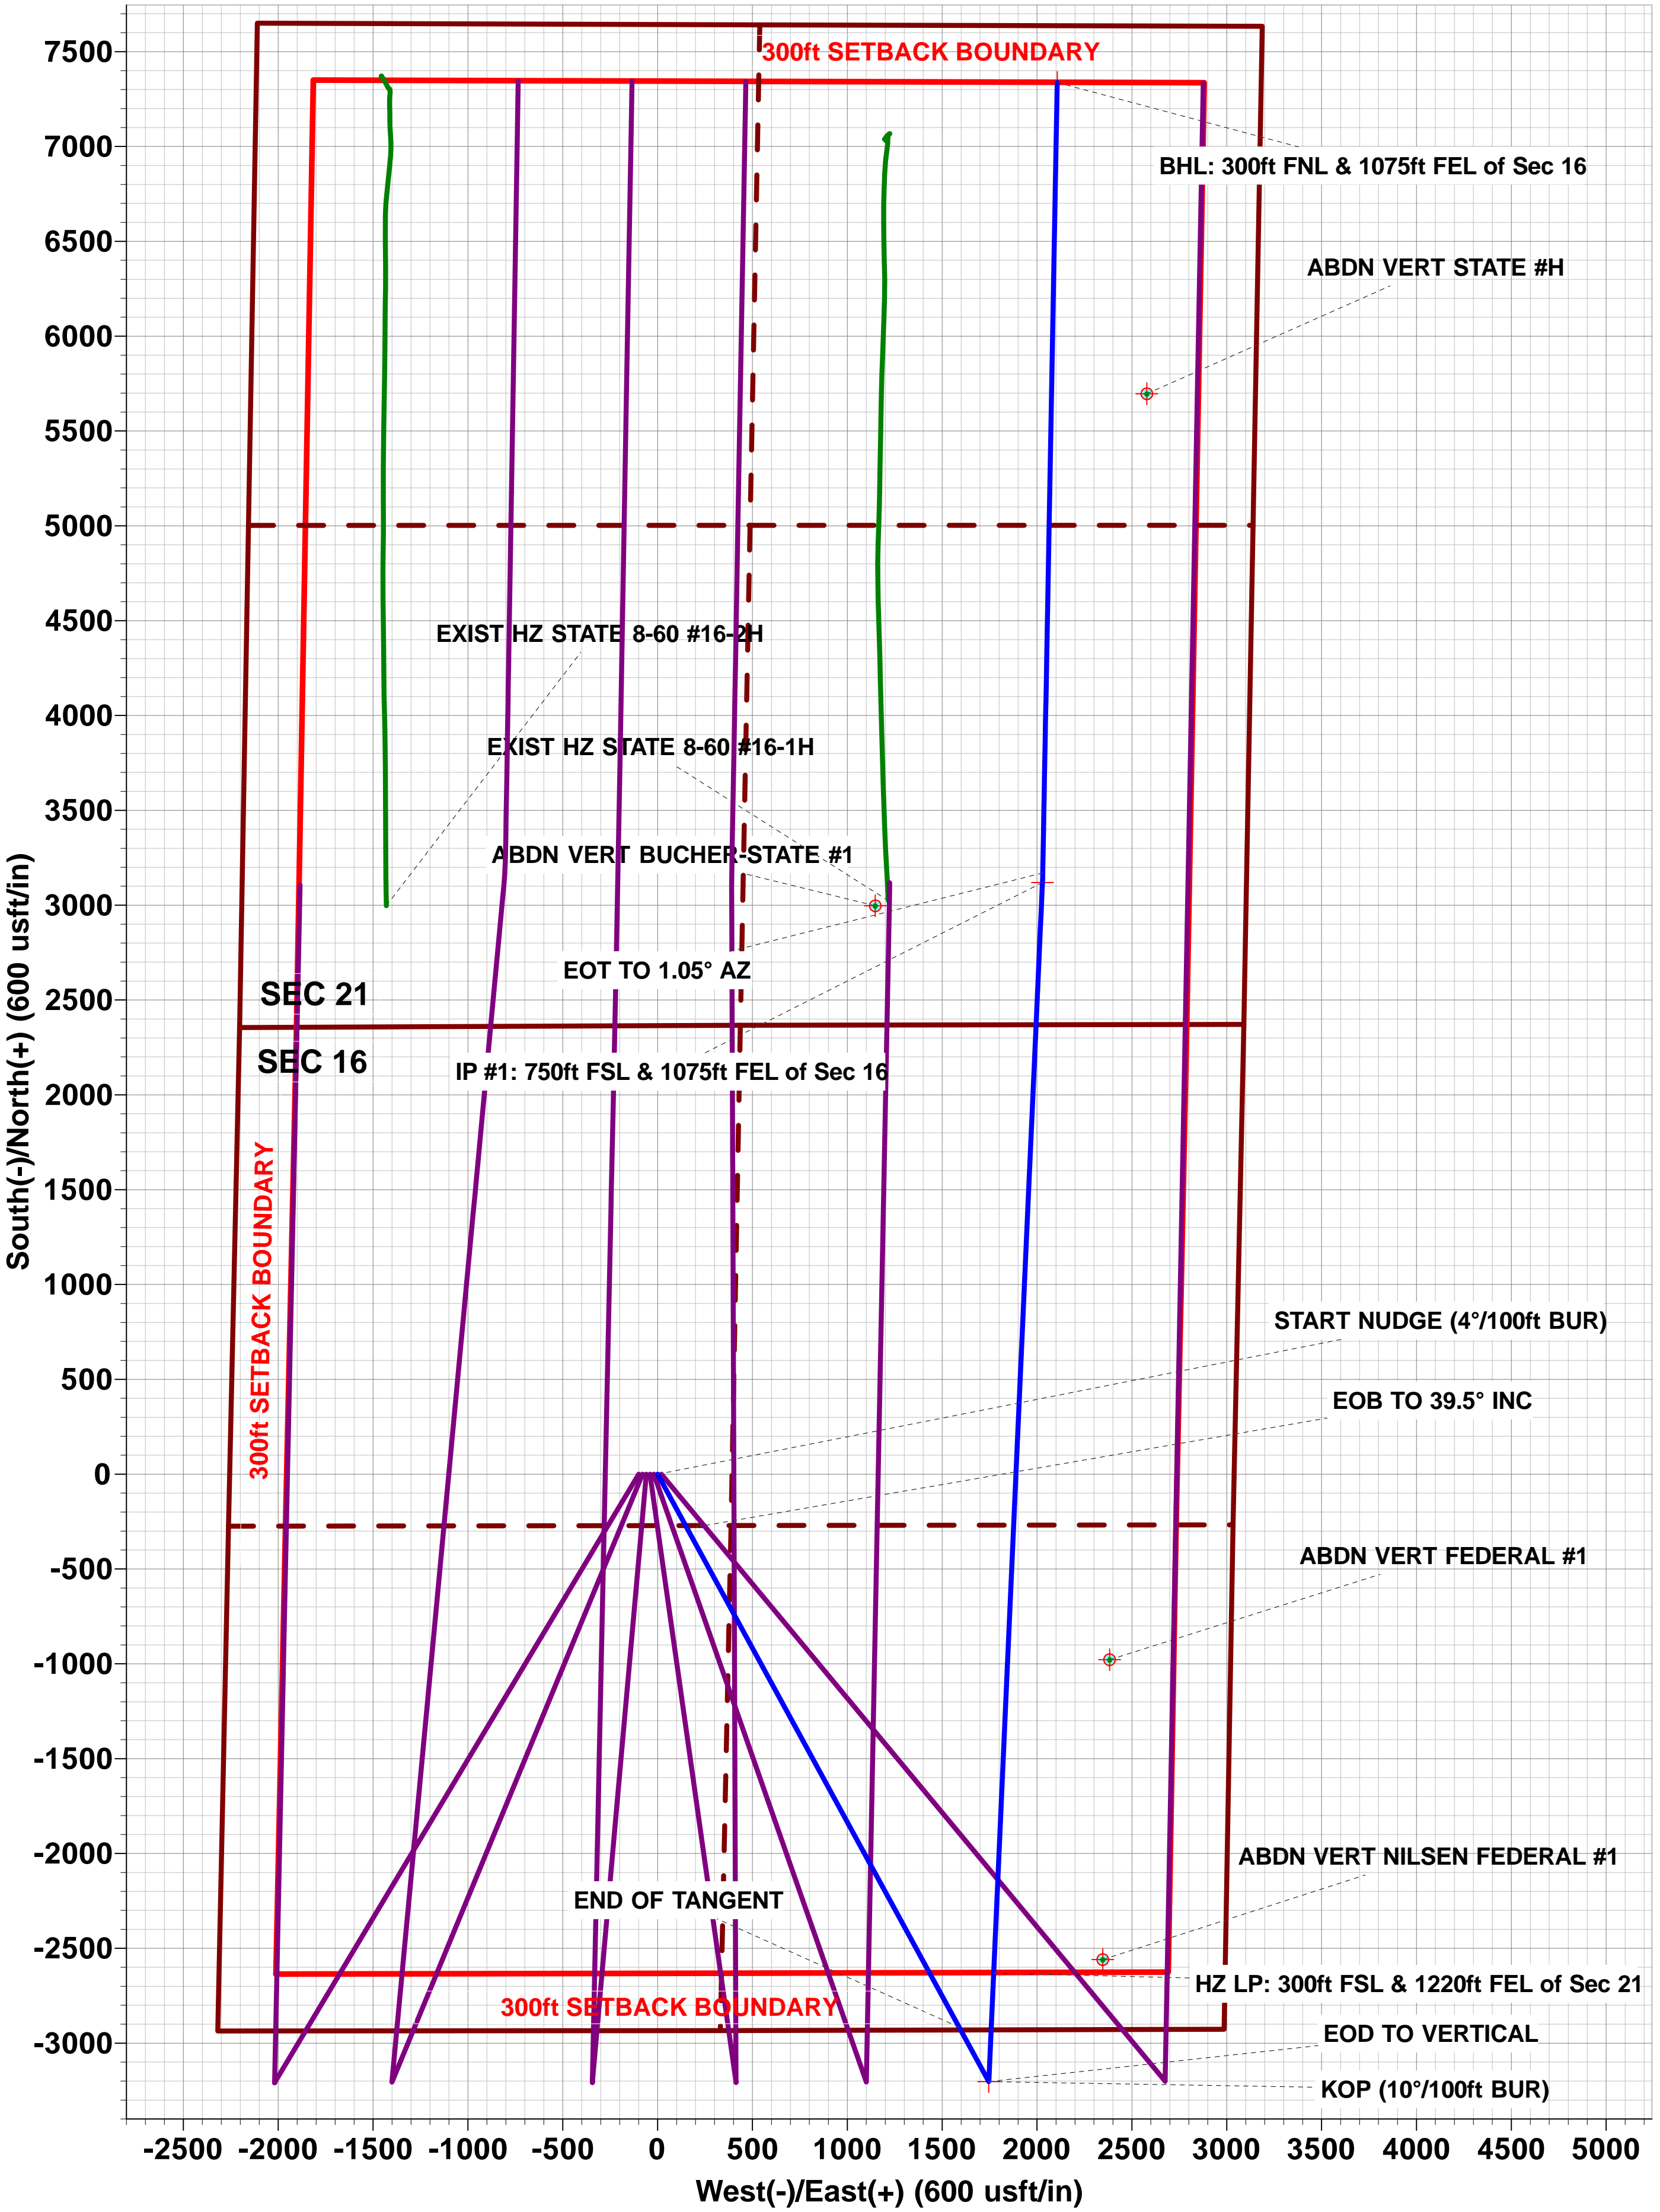 7500
7000
6500
6000
5500
5000
4500
4000
3500
3000
2500
2000
1500
1000
500
0
-500
-1000
-1500
-2000
-2500
-3000
South(-)/North(+) (600 usft/in)
300ft SETBACK BOUNDARY
BHL: 300ft FNL & 1075ft FEL of Sec 16
ABDN VERT STATE #H
EXIST HZ STATE 8-60 #16-2H
EXIST HZ STATE 8-60 #16-1H
ABDN VERT BUCHER-STATE #1
EOT TO 1.05° AZ
SEC 21
SEC 16
IP #1: 750ft FSL & 1075ft FEL of Sec 16
300ft SETBACK BOUNDARY
START NUDGE (4°/100ft BUR)
EOB TO 39.5° INC
ABDN VERT FEDERAL #1
ABDN VERT NILSEN FEDERAL #1
END OF TANGENT
HZ LP: 300ft FSL & 1220ft FEL of Sec 21
300ft SETBACK BOUNDARY
EOD TO VERTICAL
KOP (10°/100ft BUR)
-2500 -2000 -1500 -1000 -500 0 500 1000 1500 2000 2500 3000 3500 4000 4500 5000
West(-)/East(+) (600 usft/in)